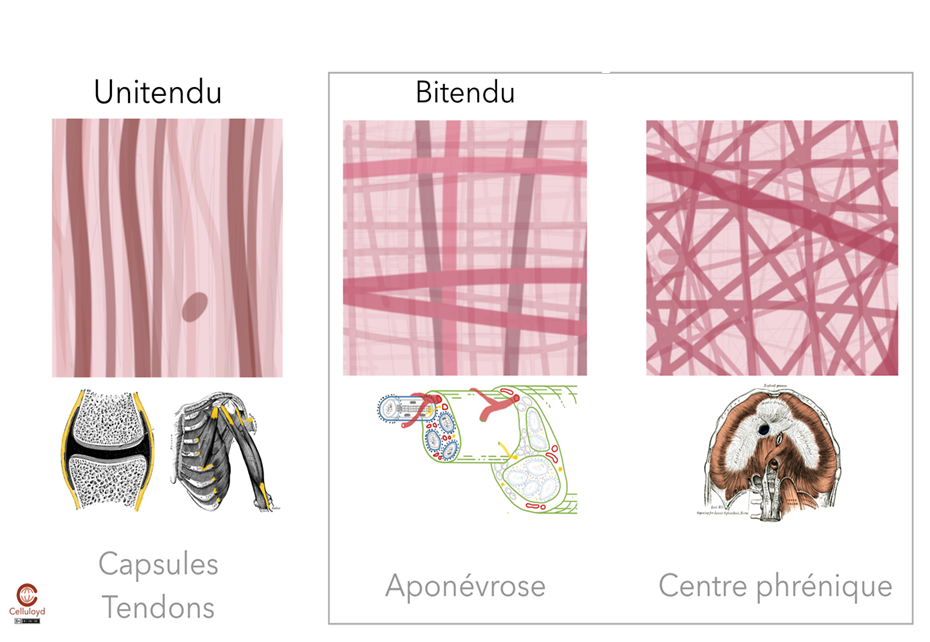 Unitendu
Bitendu
Capsules
Tendons
Aponévrose
Centre phrénique
Celluloyd